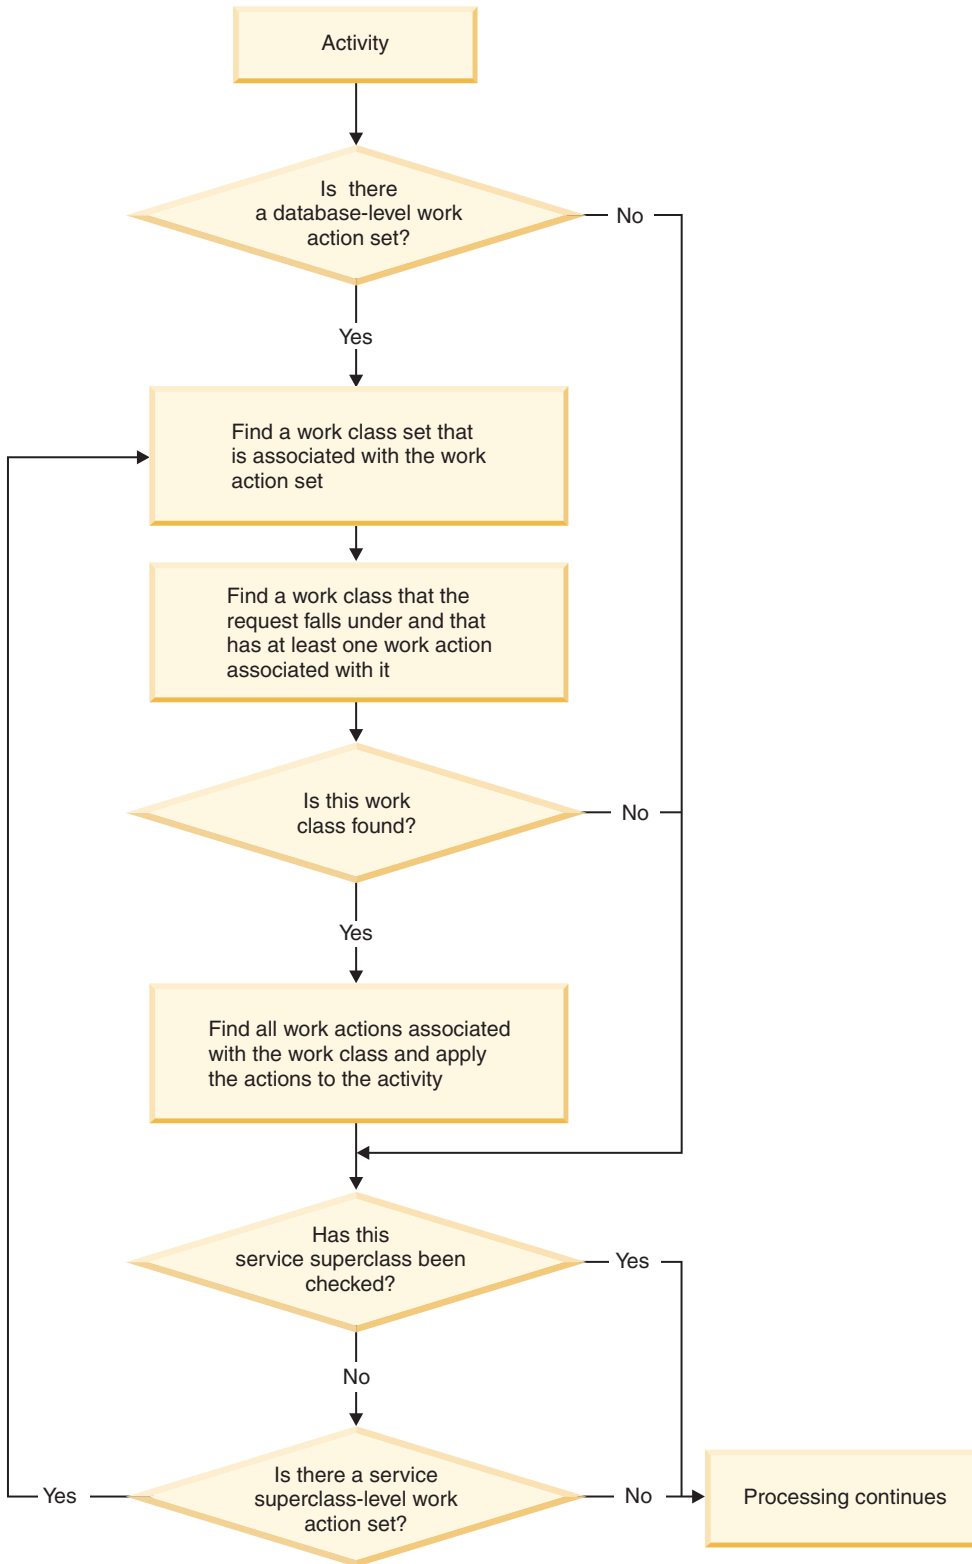 Activity
Is there
a database-level work
action set?
No
Yes
Find a work class set that
is associated with the work
action set
Find a work class that the
request falls under and that
has at least one work action
associated with it
Is this work
class found?
No
Yes
Find all work actions associated
with the work class and apply
the actions to the activity
Has this
service superclass been
checked?
Yes
No
Is there a service
superclass-level work
action set?
Yes
No
Processing continues